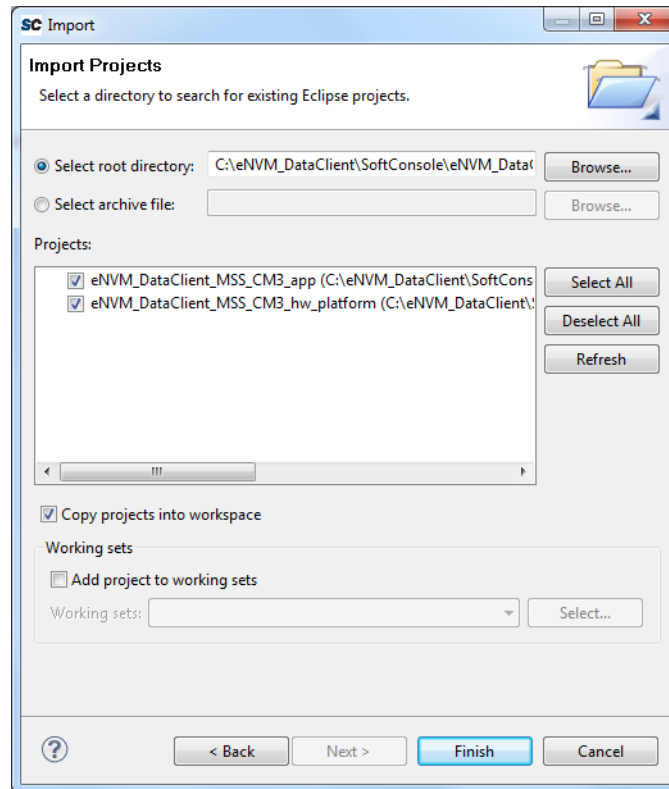 SC Import
Import Projects
Select a directory to search for existing Eclipse projects.
Select root directory: C:\eNVM_DataClient\SoftConsole\eNVM_Data( Browse...
Select archive file: Browse...
Projects:
eNVM_DataClient_MSS_CM3_app (C:\eNVM_DataClient\SoftCons
eNVM_DataClient_MSS_CM3_hw_platform (C:\eNVM_DataClient\
Select All
Deselect All
Refresh
Copy projects into workspace
Working sets
Add project to working sets
Working sets: Select...
? < Back Next > Finish Cancel